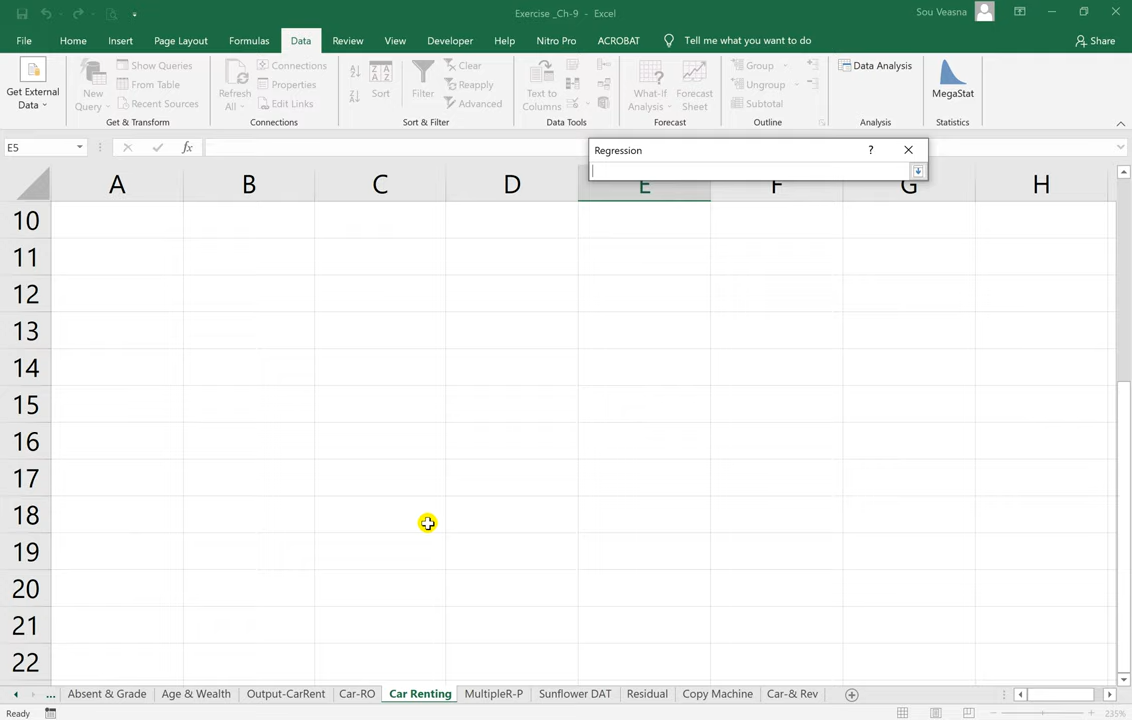 Exercise _Ch-9 - Excel
Sou Veasna
File Home Insert Page Layout Formulas Data Review View Developer Help Nitro Pro ACROBAT Tell me what you want to do Share
Get External Data
New Query
Show Queries
From Table
Recent Sources
Get & Transform
Refresh All
Connections
Properties
Edit Links
Connections
Sort
Filter
Clear
Reapply
Advanced
Sort & Filter
Text to Columns
Data Tools
What-If Analysis
Forecast Sheet
Forecast
Group
Ungroup
Subtotal
Outline
Data Analysis
Analysis
MegaStat
Statistics
E5
fx
Regression
?
A B C D E F G H
10
11
12
13
14
15
16
17
18
19
20
21
22
... Absent & Grade Age & Wealth Output-CarRent Car-RO Car Renting MultipleR-P Sunflower DAT Residual Copy Machine Car-& Rev
Ready
235%